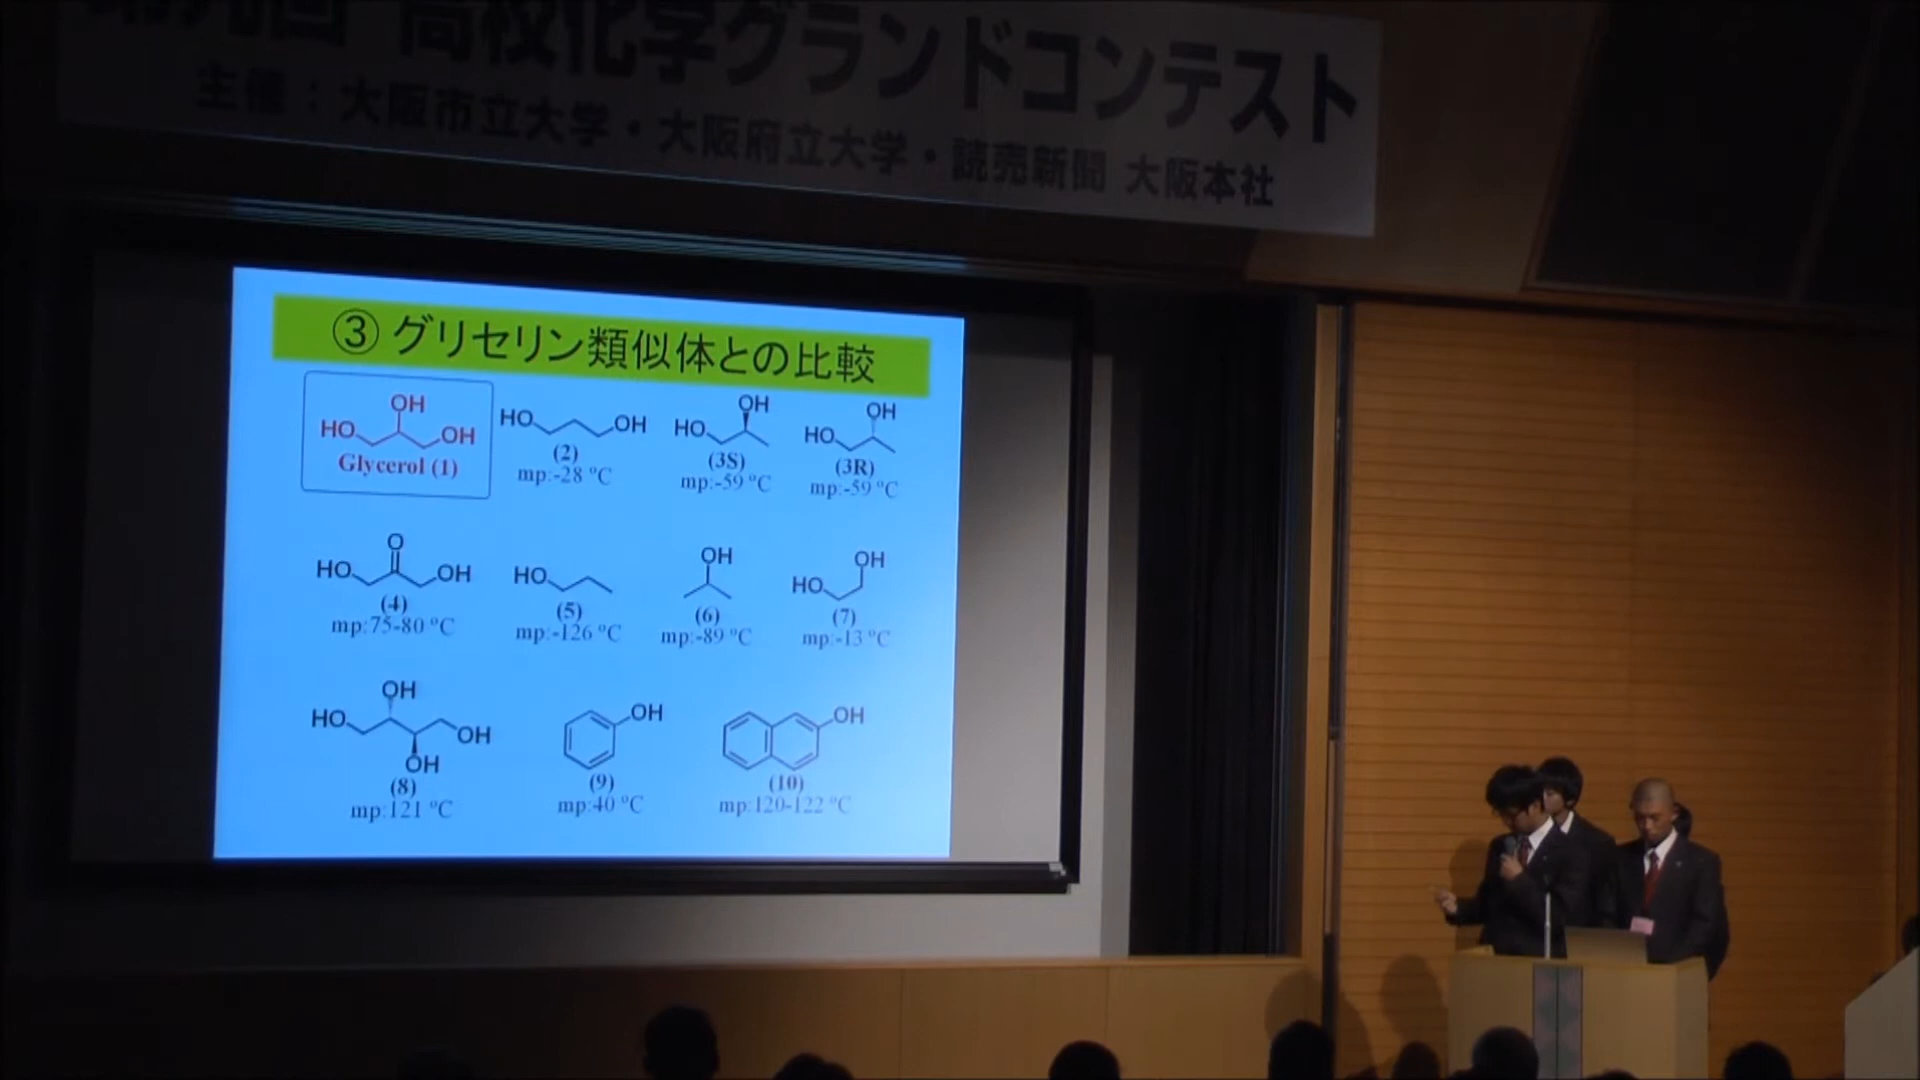 高校化学グランドコンテスト
主催：大阪市立大学・大阪府立大学・読売新聞 大阪本社
③ グリセリン類似体との比較
OH
HO OH
Glycerol (1)
HO OH
(2)
mp:-28 °C
OH
HO
(3S)
mp:-59 °C
OH
HO
(3R)
mp:-59 °C
O
HO OH
(4)
mp:75-80 °C
HO
(5)
mp:-126 °C
OH
(6)
mp:-89 °C
OH
HO
(7)
mp:-13 °C
OH
HO OH
OH
(8)
mp:121 °C
OH
(9)
mp:40 °C
OH
(10)
mp:120-122 °C